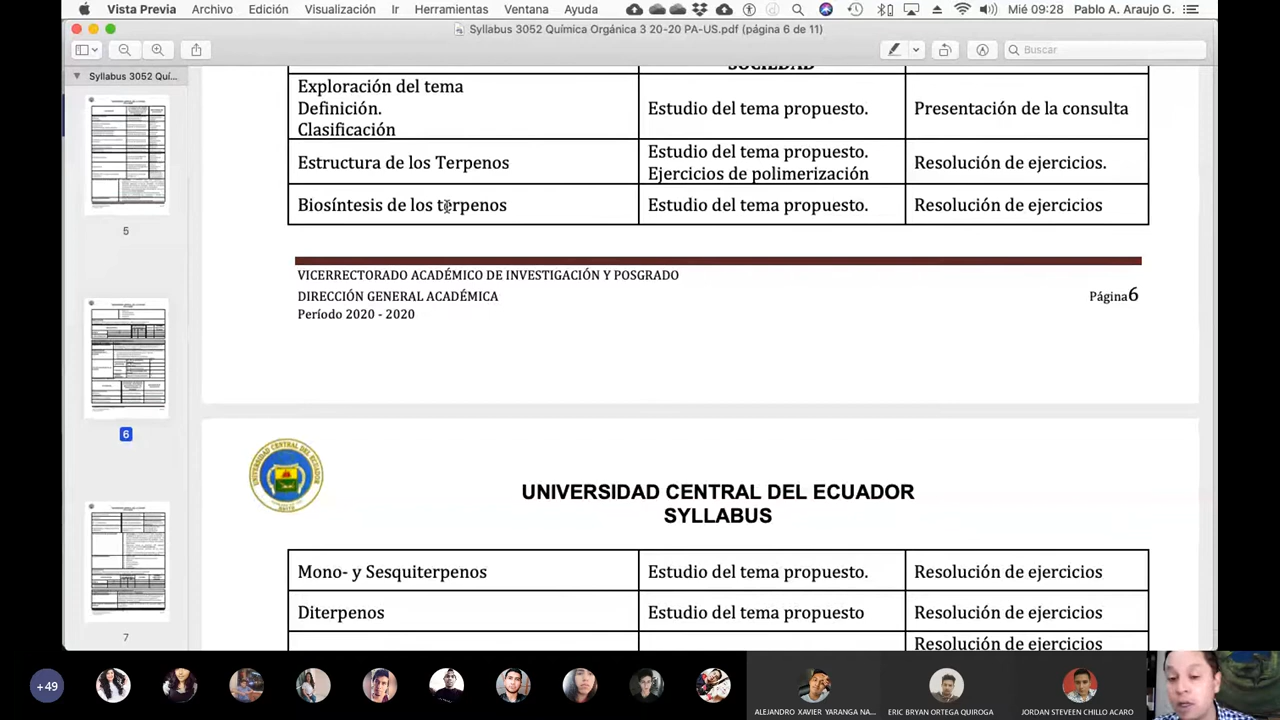 Vista Previa Archivo Edición Visualización Ir Herramientas Ventana Ayuda Mié 09:28 Pablo A. Araujo G.
Syllabus 3052 Química Orgánica 3 20-20 PA-US.pdf (página 6 de 11)
Buscar
Syllabus 3052 Quí...
5
6
7
SOCIEDAD
Exploración del tema
Definición.
Clasificación
Estudio del tema propuesto.
Presentación de la consulta
Estructura de los Terpenos
Estudio del tema propuesto.
Ejercicios de polimerización
Resolución de ejercicios.
Biosíntesis de los terpenos
Estudio del tema propuesto.
Resolución de ejercicios
VICERRECTORADO ACADÉMICO DE INVESTIGACIÓN Y POSGRADO
DIRECCIÓN GENERAL ACADÉMICA
Página6
Período 2020 - 2020
UNIVERSIDAD CENTRAL DEL ECUADOR
UNIVERSIDAD CENTRAL DEL ECUADOR
SYLLABUS
Mono- y Sesquiterpenos
Estudio del tema propuesto.
Resolución de ejercicios
Diterpenos
Estudio del tema propuesto
Resolución de ejercicios
Resolución de ejercicios
+49
ALEJANDRO XAVIER YARANGA NA...
ERIC BRYAN ORTEGA QUIROGA
JORDAN STEVEEN CHILLO ACARO